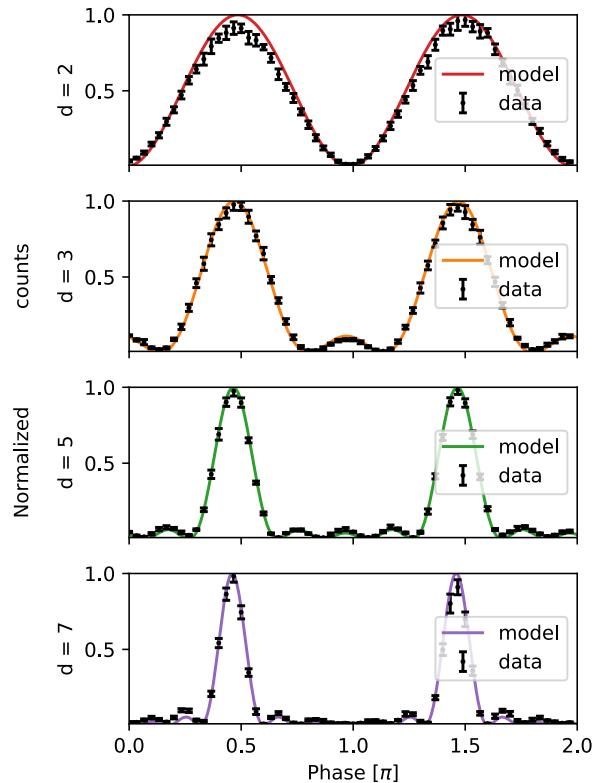 1.0
0.5
d = 2
model
data
1.0
0.5
counts
d = 3
model
data
1.0
0.5
Normalized
d = 5
model
data
1.0
0.5
d = 7
model
data
0.0 0.5 1.0 1.5 2.0
Phase [π]